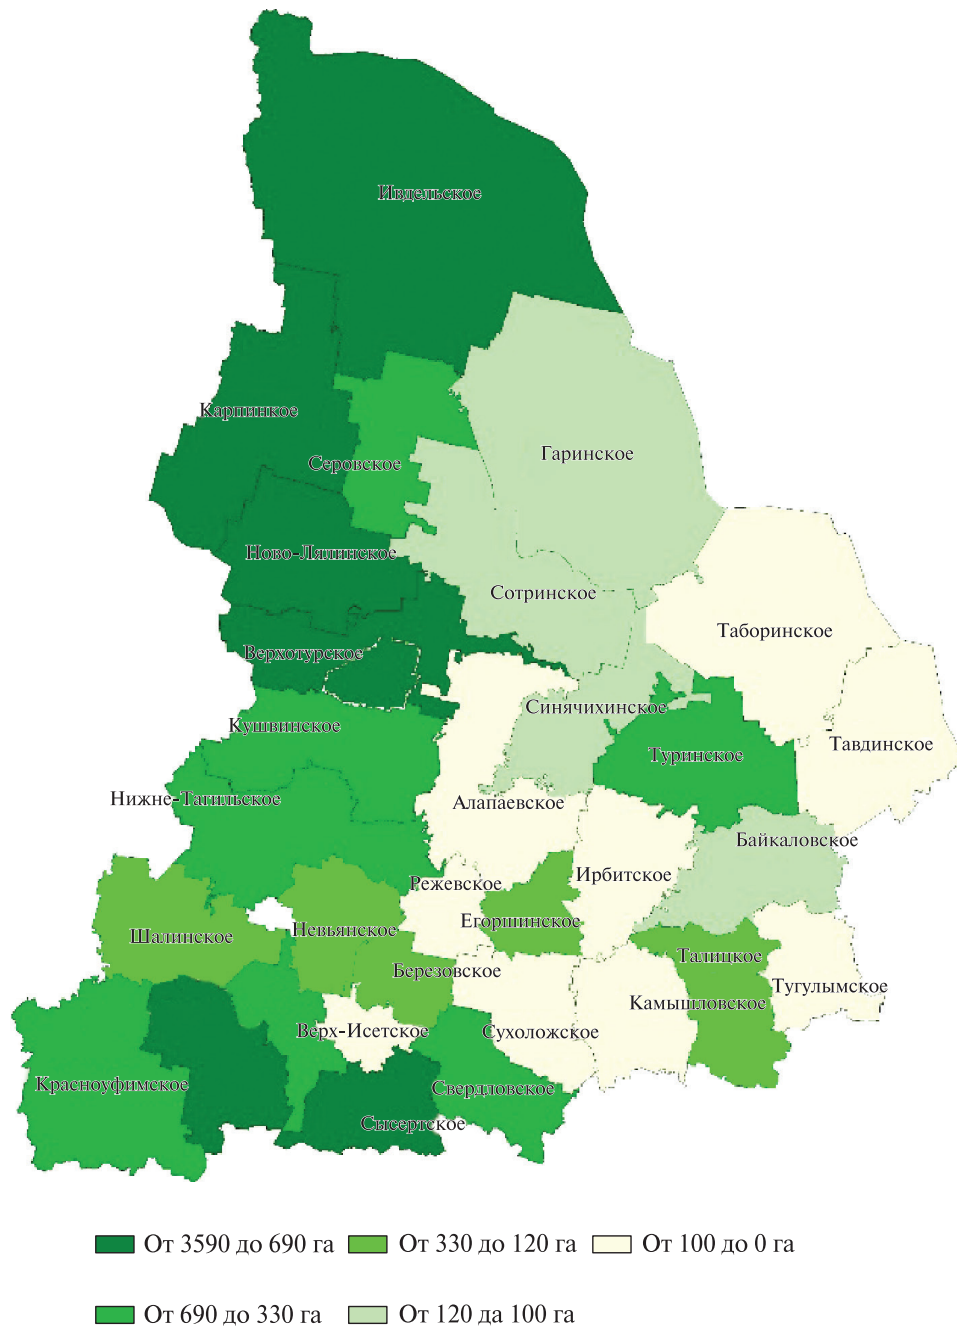 Ивдельское
Карпинкое
Гаринское
Серовское
Ново-Лялинское
Сотринское
Таборинское
Верхотурское
Синячихинское
Кушвинское
Тавдинское
Туринское
Нижне-Тагильское
Алапаевское
Байкаловское
Ирбитское
Режевское
Егоршинское
Невьянское
Шалинское
Талицкое
Березовское
Тугулымское
Камышловское
Верх-Исетское
Сухоложское
Красноуфимское
Свердловское
Сысертское
От 3590 до 690 га От 330 до 120 га От 100 до 0 га
От 690 до 330 га От 120 да 100 га